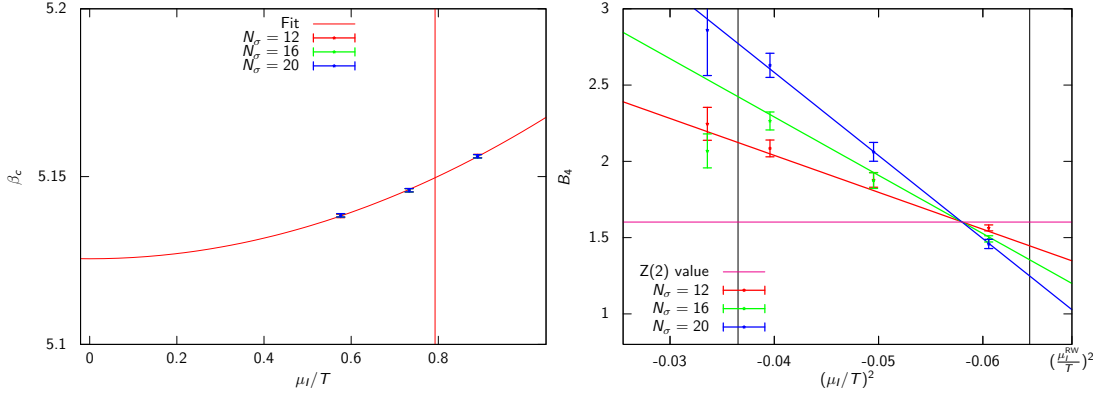 5.2
5.15
5.1
β_c
Fit
N_σ = 12
N_σ = 16
N_σ = 20
0
0.2
0.4
0.6
0.8
1
μ_I/T
3
2.5
2
1.5
1
B_4
Z(2) value
N_σ = 12
N_σ = 16
N_σ = 20
-0.03
-0.04
-0.05
-0.06
(μ_I^RW/T)^2
(μ_I/T)^2